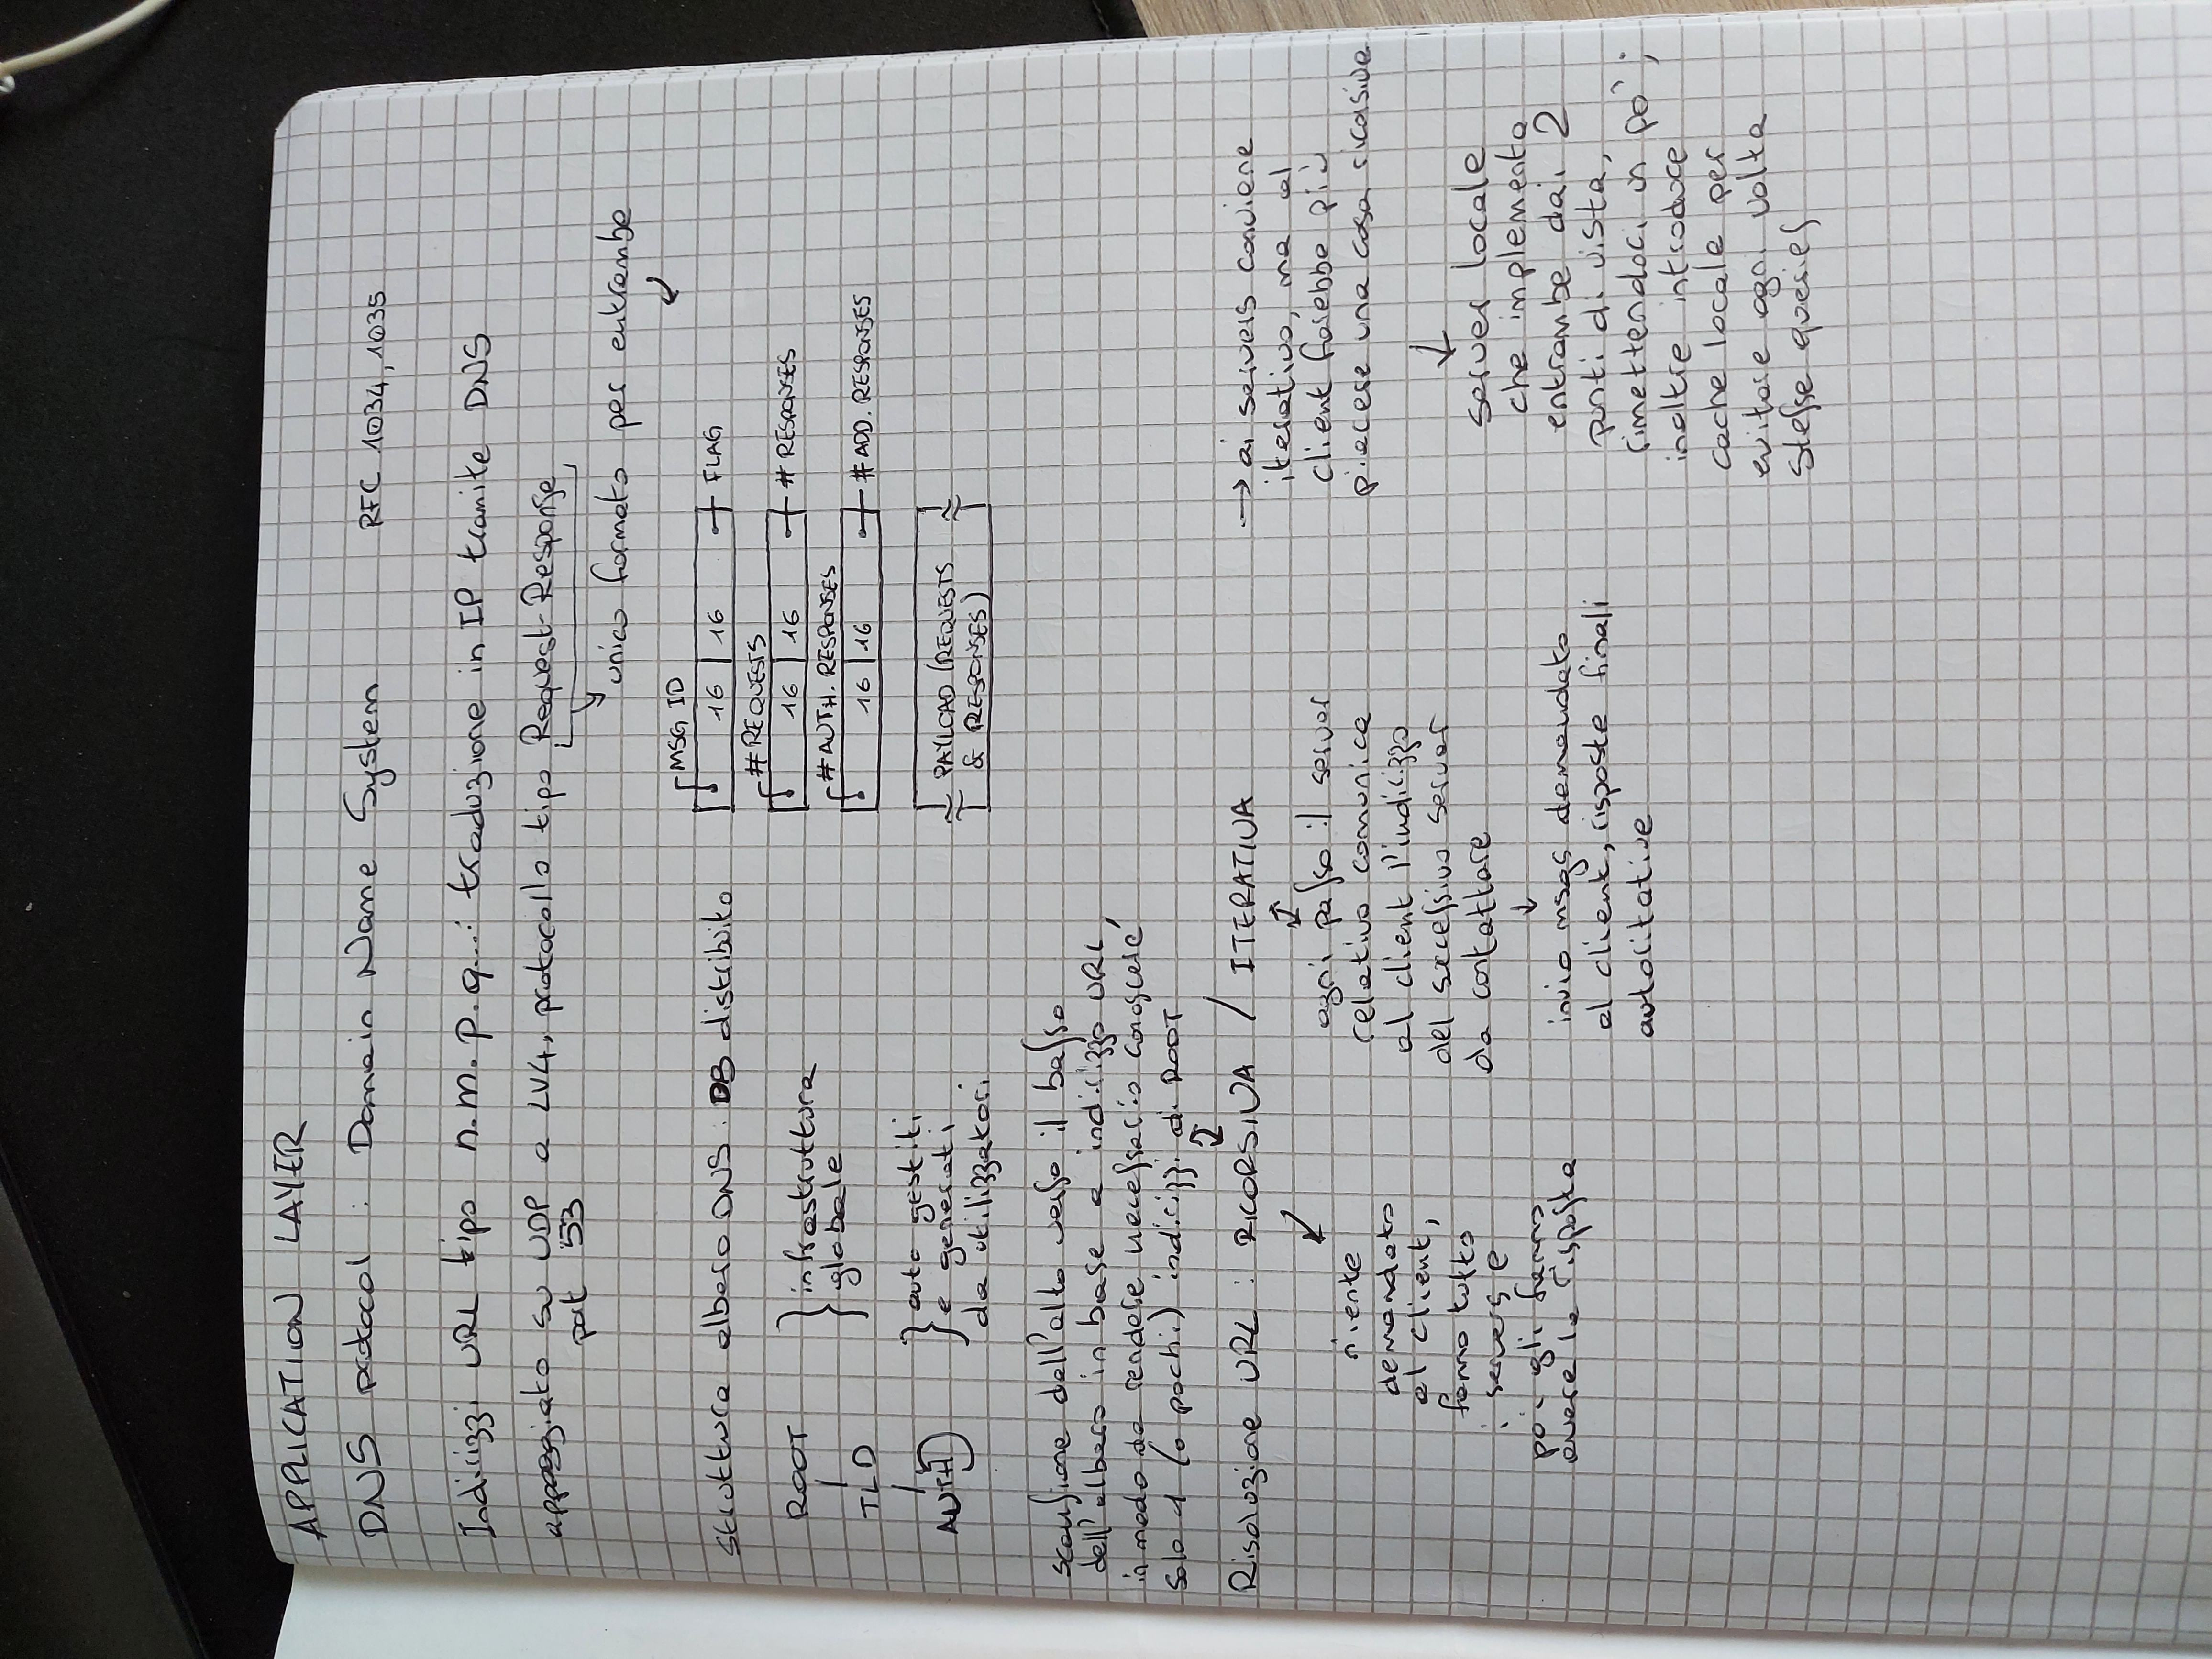 APPLICATION LAYER
DNS protocol : Domain Name System RFC 1034, 1035
Indirizzi URL tipo n.m.p.q...: traduzione in IP tramite DNS
appoggiato su UDP a LV4, protocollo tipo Request-Response
port 53
unico formato per entrambe
MSG ID
16 16 FLAG
# REQUESTS
16 16 # RESPONSES
# AUTH. RESPONSES
16 16 # ADD. RESPONSES
PAYLOAD (REQUESTS
& RESPONSES)
struttura albero DNS : DB distribuito
ROOT
TLD
infrastruttura
globale
AUTH
auto gestiti
e generati
da utilizzatori
scansione dall'alto verso il basso
dell'albero in base a indirizzo URL,
in modo da rendere necessario conoscere
solo 1 (o pochi) indirizzi di ROOT
Risoluzione URL : RICORSIVA / ITERATIVA
niente
demandato
al client,
fanno tutto
i servers e
poi gli fanno
avere la risposta
ogni passo il server
relativo comunica
al client l'indirizzo
del successivo server
da contattare
invio msgs demandato
al client, risposte finali
autoritative
→ ai servers conviene
iterativo, ma al
client farebbe più
piacere una cosa ricorsiva
server locale
che implementa
entrambe dai 2
punti di vista,
rimettendoci un po';
inoltre introduce
cache locale per
evitare ogni volta
stesse queries